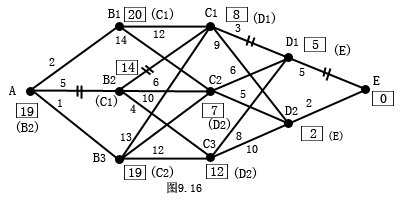 B1 20 (C1)
C1 8 (D1)
12
3
D1 5 (E)
2
14
14
9
6
5
A
5
B2
6
C2
E
(C1)
10
0
19
1
4
7
5
2
(B2)
13
(D2)
D2
2 (E)
12
C3
8
10
B3
19 (C2)
12 (D2)
图9.16